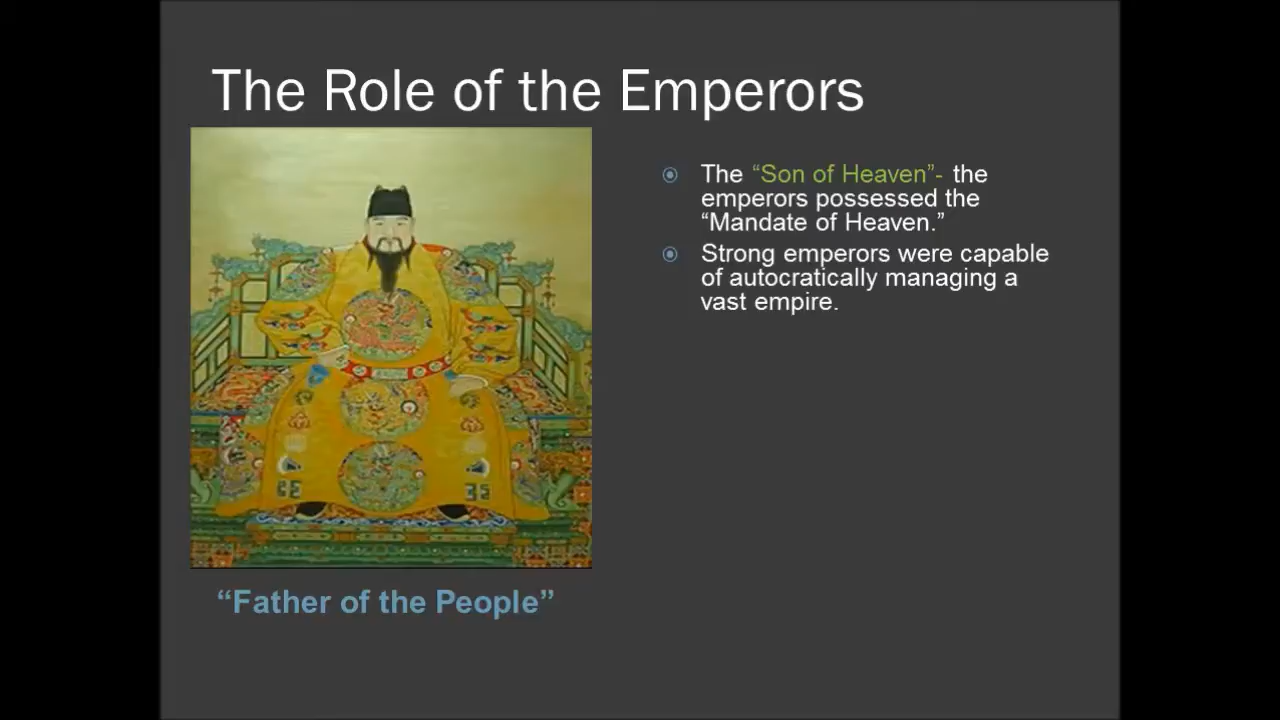 The Role of the Emperors
The “Son of Heaven”- the
emperors possessed the
“Mandate of Heaven.”
Strong emperors were capable
of autocratically managing a
vast empire.
“Father of the People”